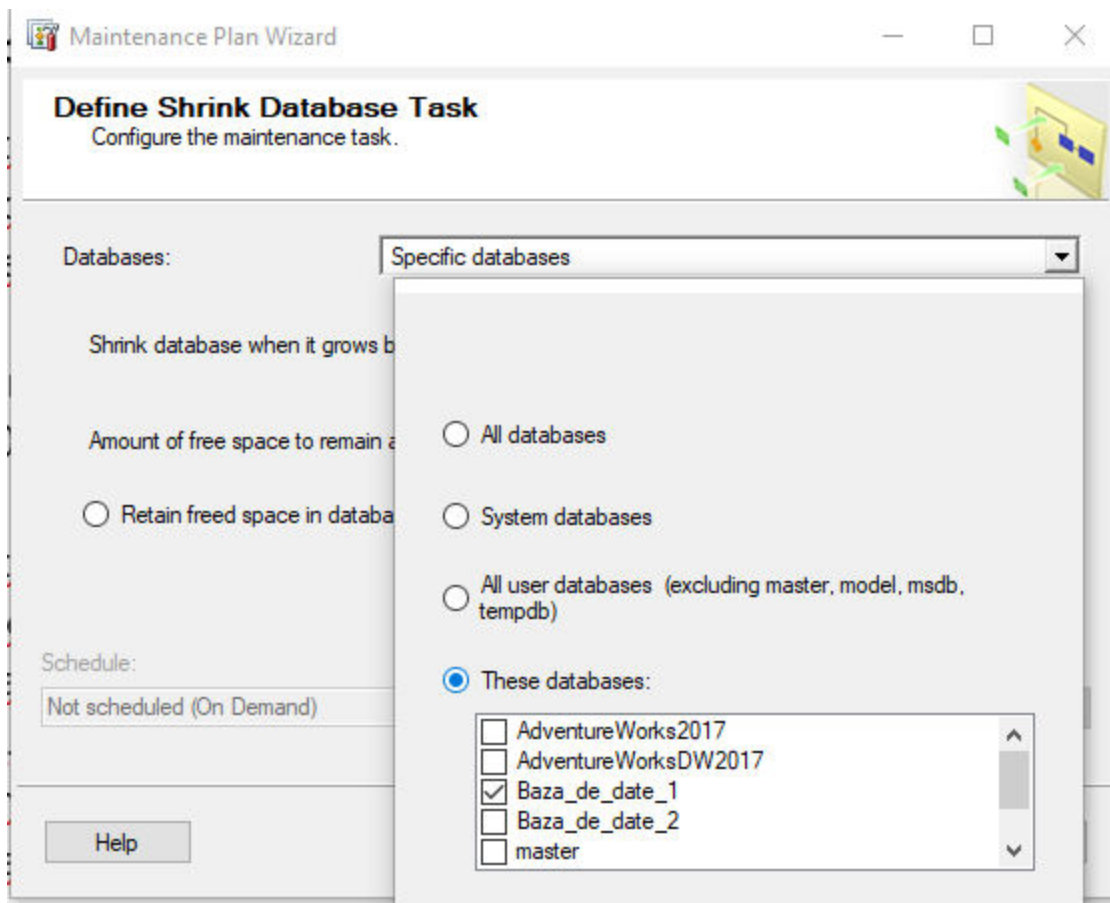 Maintenance Plan Wizard
Define Shrink Database Task
Configure the maintenance task.
Databases:
Specific databases
Shrink database when it grows b
Amount of free space to remain a
Retain freed space in databa
Schedule:
Not scheduled (On Demand)
Help
All databases
System databases
All user databases (excluding master, model, msdb,
tempdb)
These databases:
AdventureWorks2017
AdventureWorksDW2017
Baza_de_date_1
Baza_de_date_2
master